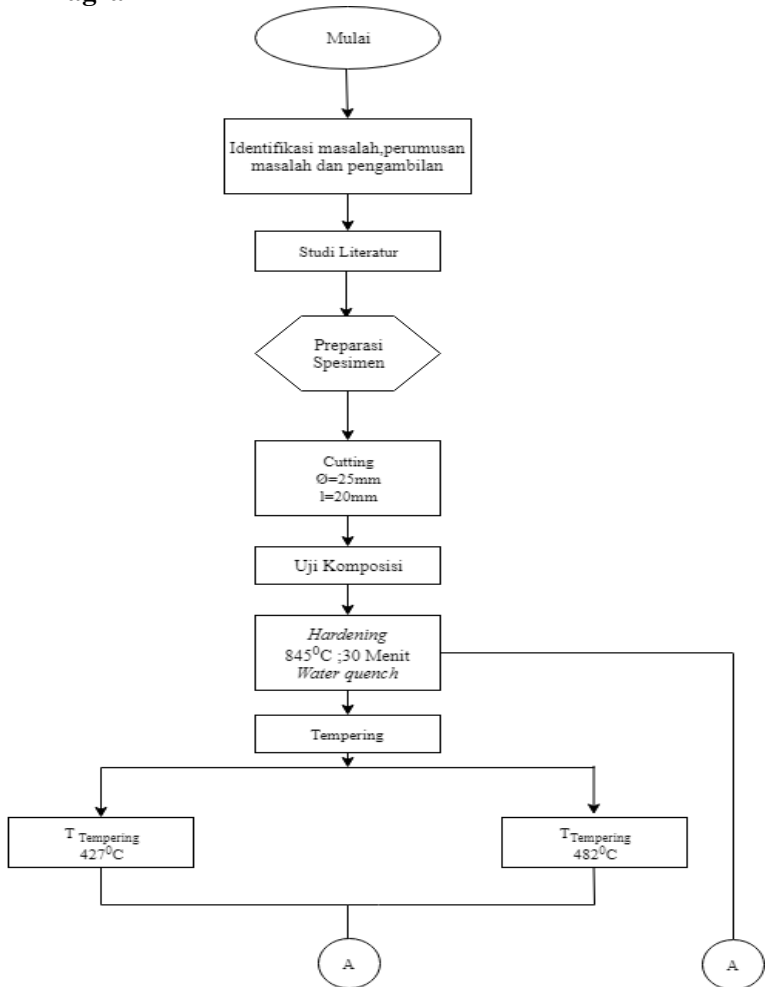 Mulai
Identifikasi masalah,perumusan
masalah dan pengambilan
Studi Literatur
Preparasi
Spesimen
Cutting
Ø=25mm
l=20mm
Uji Komposisi
Hardening
845⁰C ;30 Menit
Water quench
Tempering
T Tempering
427⁰C
T Tempering
482⁰C
A
A